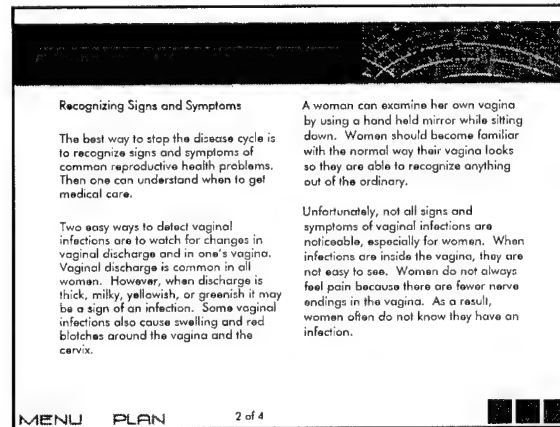 Recognizing Signs and Symptoms
The best way to stop the disease cycle is
to recognize signs and symptoms of
common reproductive health problems.
Then one can understand when to get
medical care.
Two easy ways to detect vaginal
infections are to watch for changes in
vaginal discharge and in one's vagina.
Vaginal discharge is common in all
women. However, when discharge is
thick, milky, yellowish, or greenish it may
be a sign of an infection. Some vaginal
infections also cause swelling and red
blotches around the vagina and the
cervix.
A woman can examine her own vagina
by using a hand held mirror while sitting
down. Women should become familiar
with the normal way their vagina looks
so they are able to recognize anything
out of the ordinary.
Unfortunately, not all signs and
symptoms of vaginal infections are
noticeable, especially for women. When
infections are inside the vagina, they are
not easy to see. Women do not always
feel pain because there are fewer nerve
endings in the vagina. As a result,
women often do not know they have an
infection.
MENU PLAN 2 of 4